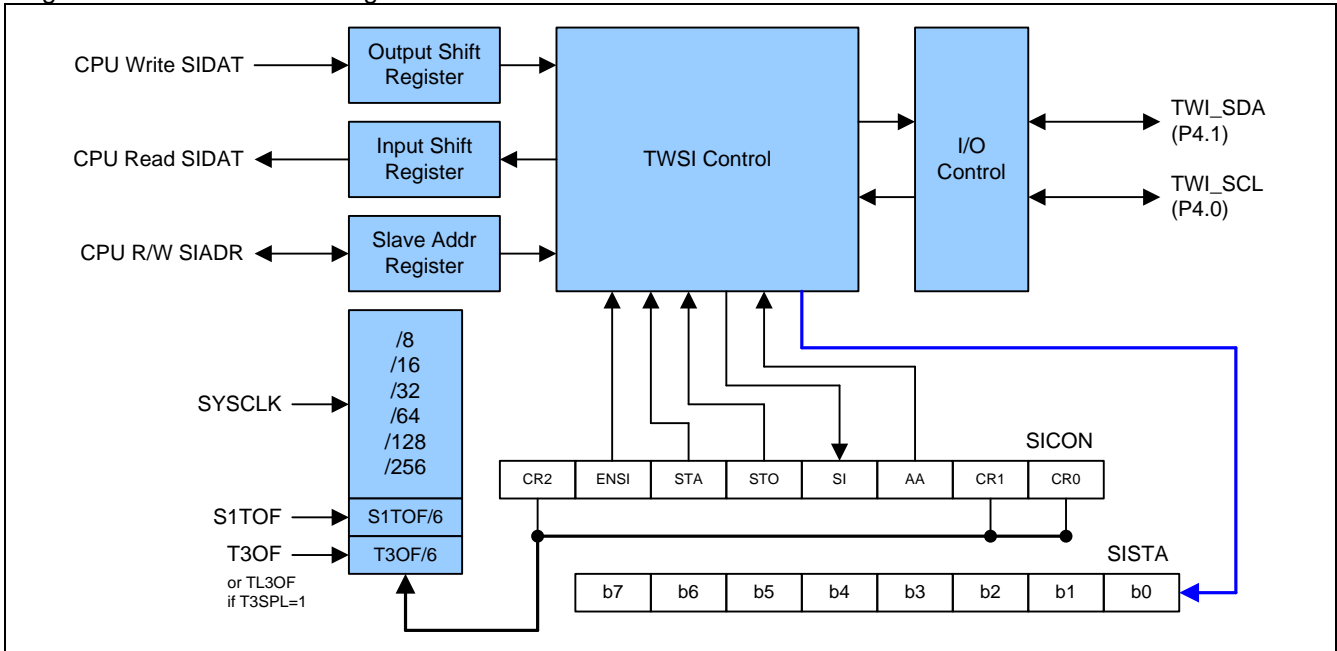 CPU Write SIDAT
Output Shift
Register
CPU Read SIDAT
Input Shift
Register
CPU R/W SIADR
Slave Addr
Register
TWSI Control
I/O
Control
TWI_SDA
(P4.1)
TWI_SCL
(P4.0)
SYSCLK
/8
/16
/32
/64
/128
/256
S1TOF
S1TOF/6
T3OF
or TL3OF
if T3SPL=1
T3OF/6
SICON
CR2 ENSI STA STO SI AA CR1 CR0
SISTA
b7 b6 b5 b4 b3 b2 b1 b0